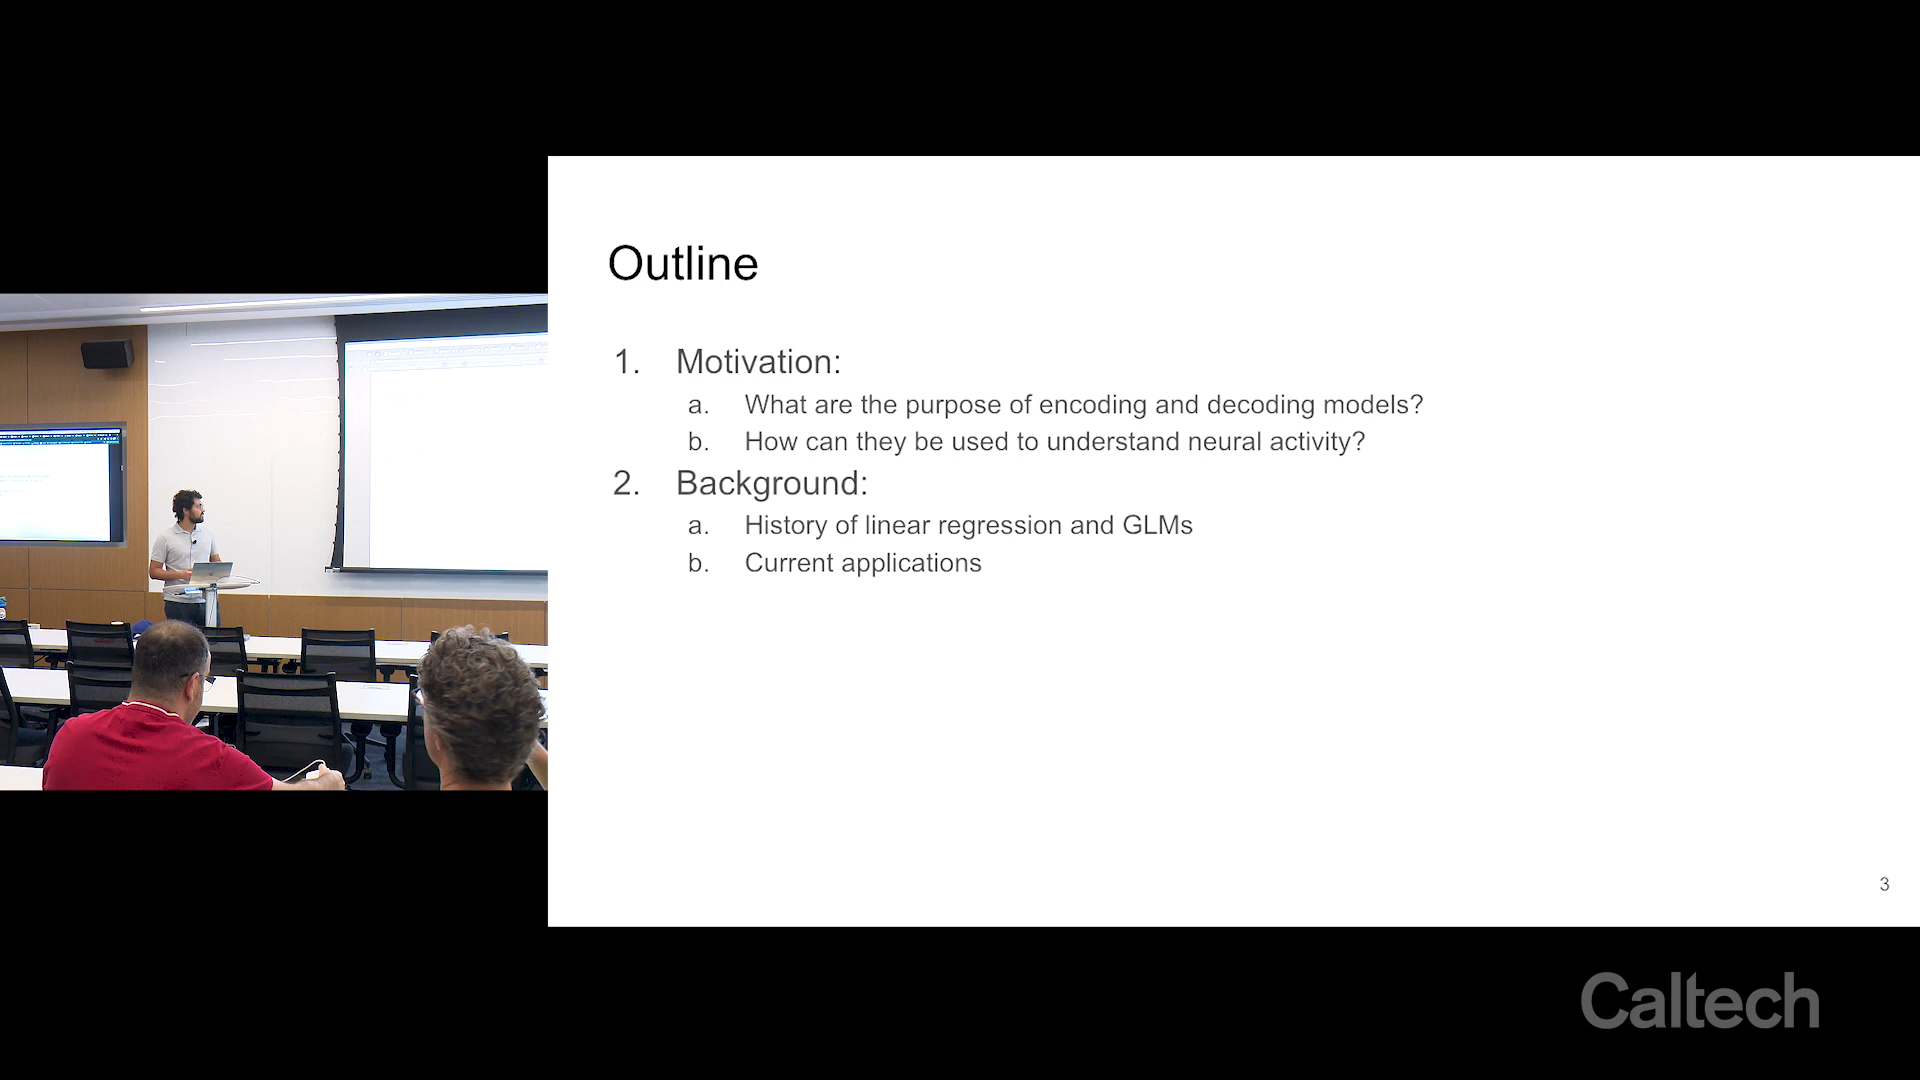 Outline
1. Motivation:
a. What are the purpose of encoding and decoding models?
b. How can they be used to understand neural activity?
2. Background:
a. History of linear regression and GLMs
b. Current applications
3
Caltech